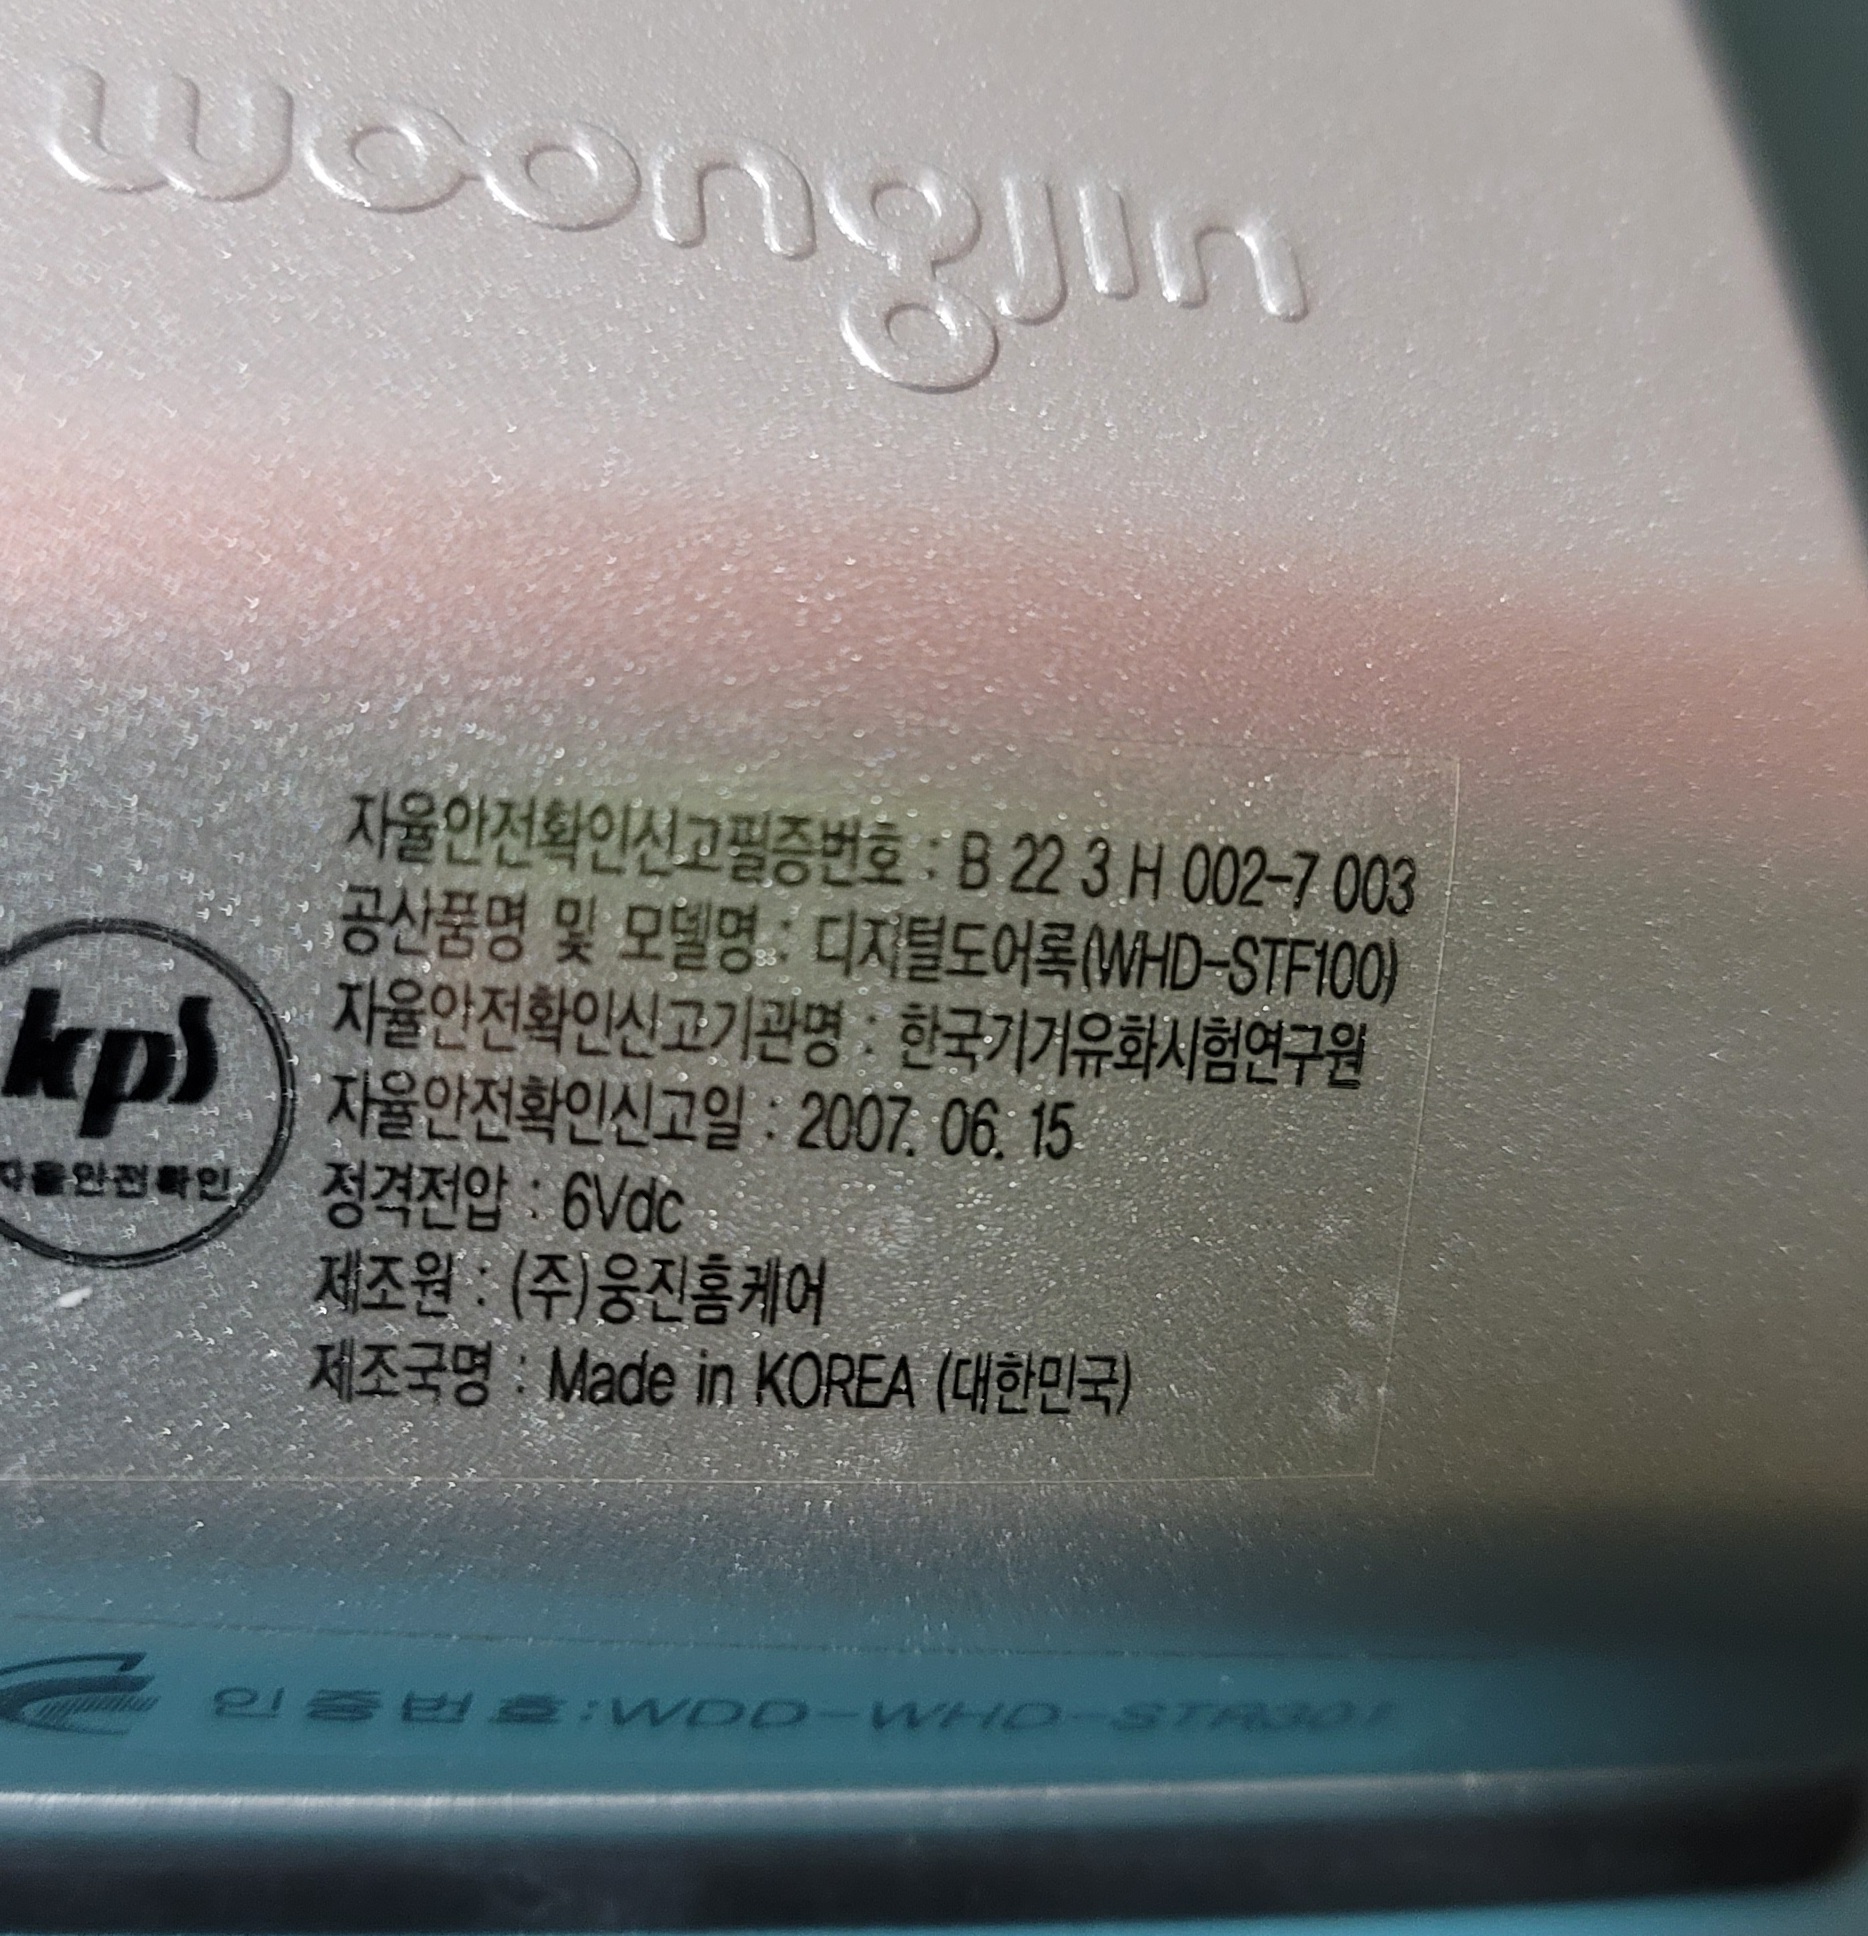 woongjin
자율안전확인신고필증번호 : B 22 3 H 002-7 003
공산품명 및 모델명 : 디지털도어록(WHD-STF100)
자율안전확인신고기관명 : 한국기기유화시험연구원
자율안전확인신고일 : 2007. 06. 15
정격전압 : 6Vdc
제조원 : (주)웅진홈케어
제조국명 : Made in KOREA (대한민국)
kps
자율안전확인
인증번호:WDD-WHD-STR301